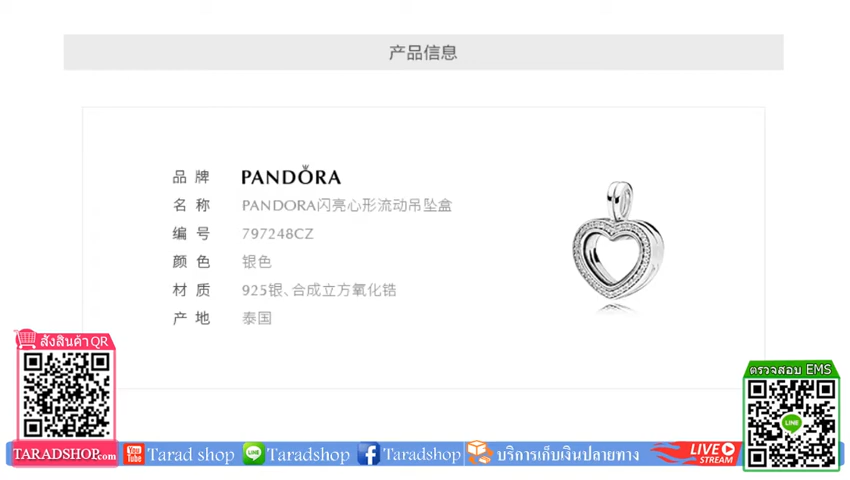 产品信息
品牌 PANDORA
名称 PANDORA闪亮心形流动吊坠盒
编号 797248CZ
颜色 银色
材质 925银、合成立方氧化锆
产地 泰国
สั่งสินค้า QR
ตรวจสอบ EMS
LINE
TARADSHOP.com You Tube Tarad shop LINE Taradshop f Taradshop บริการเก็บเงินปลายทาง LIVE STREAM